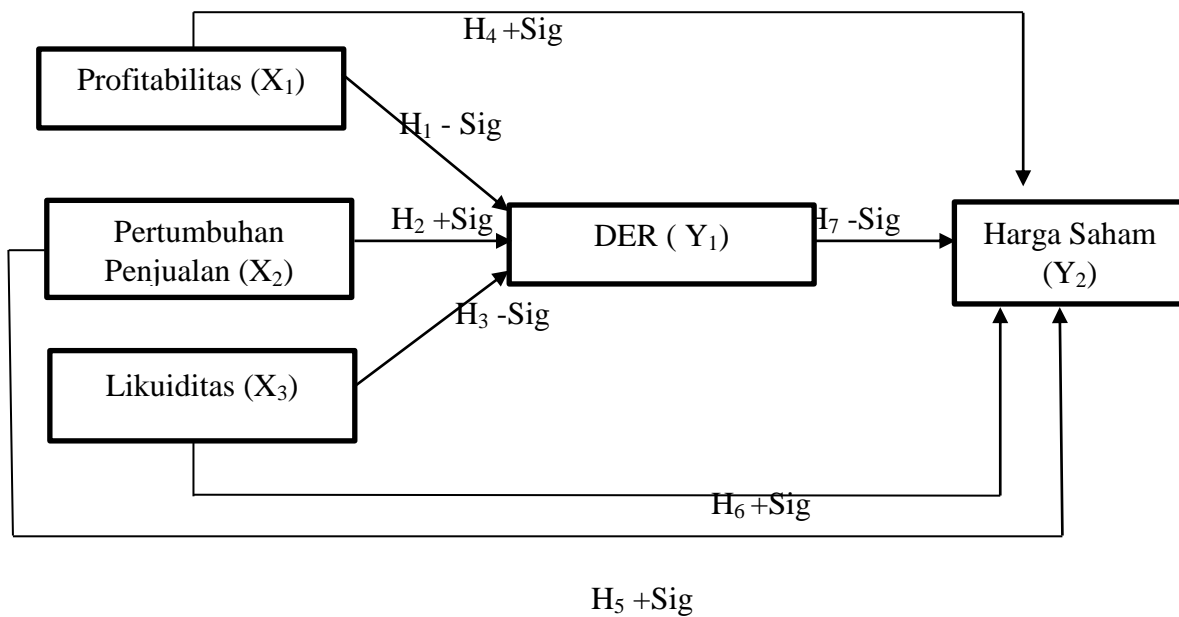 H₄ +Sig
Profitabilitas (X₁)
H₁ - Sig
Pertumbuhan
Penjualan (X₂)
H₂ +Sig
DER ( Y₁)
H₇ -Sig
Harga Saham
(Y₂)
H₃ -Sig
Likuiditas (X₃)
H₆ +Sig
H₅ +Sig